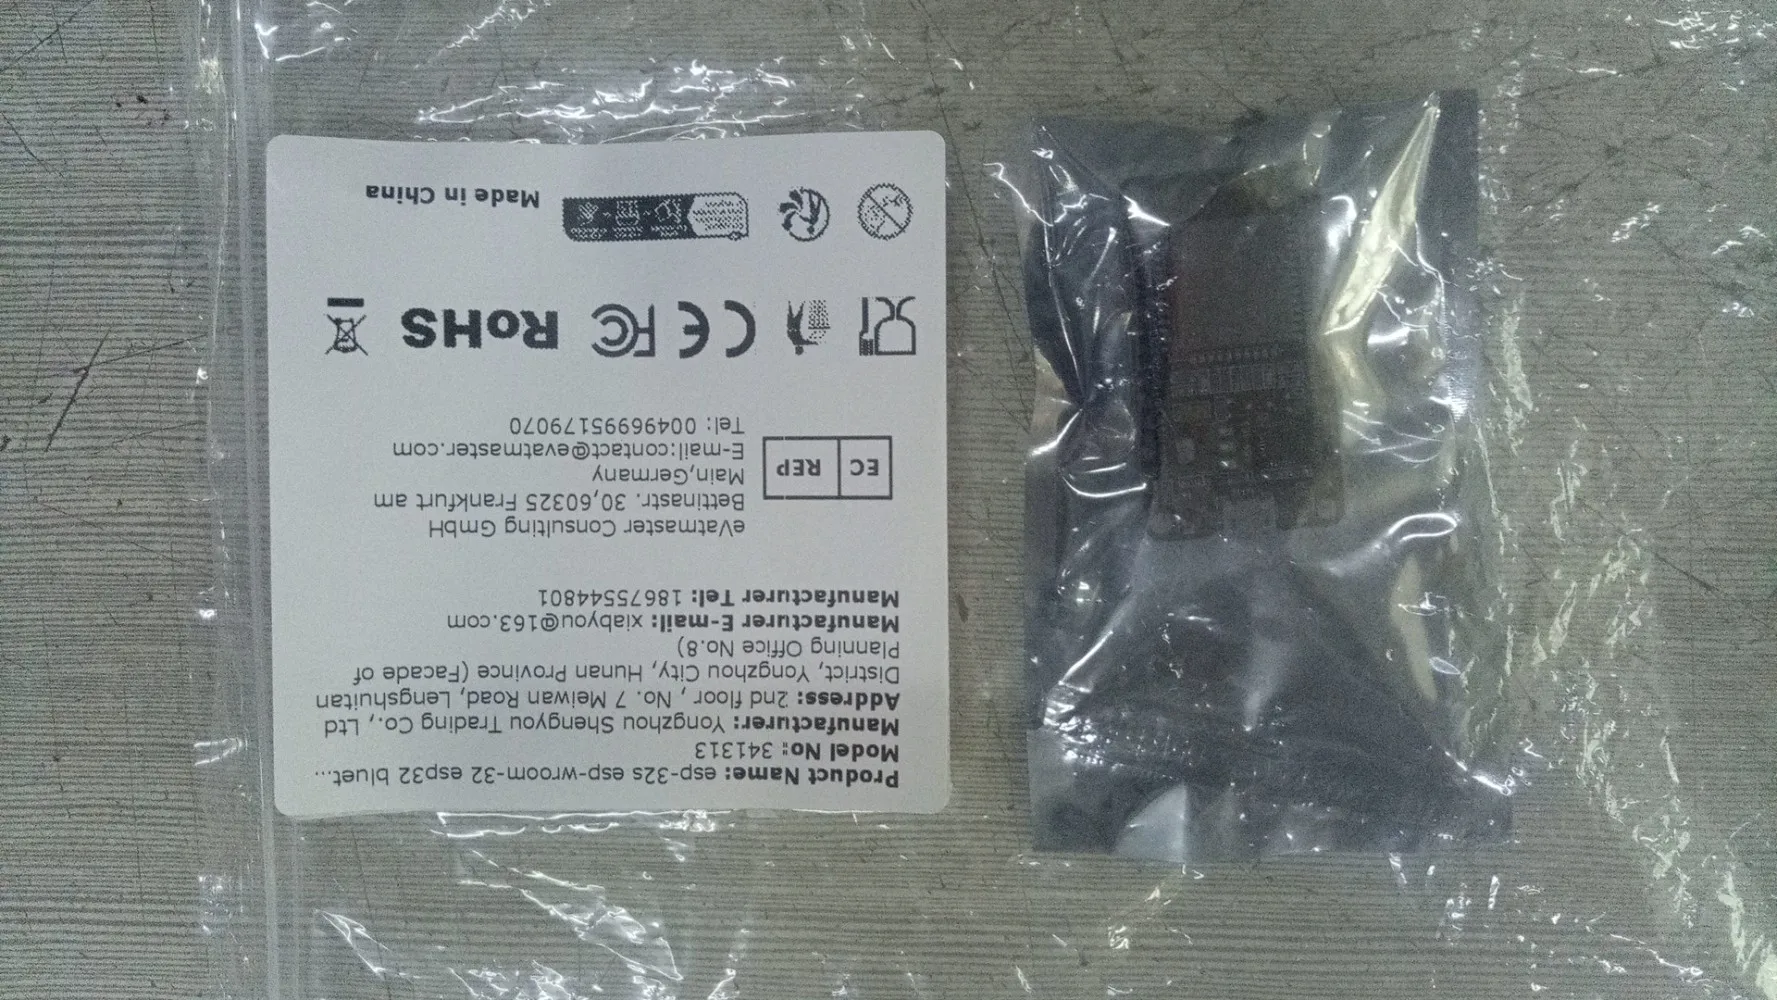 Product Name: esp-32s esp-wroom-32 esp32 bluet...
Model No: 341313
Manufacturer: Yongzhou Shengyou Trading Co., Ltd
Address: 2nd floor , No. 7 Meiwan Road, Lengshuitan
District, Yongzhou City, Hunan Province (Facade of
Planning Office No.8)
Manufacturer E-mail: xiabyou@163.com
Manufacturer Tel: 18675544801
EC REP
eVatmaster Consulting GmbH
Bettinastr. 30,60325 Frankfurt am
Main,Germany
E-mail:contact@evatmaster.com
Tel: 00496995179070
CE FC RoHS
Made in China